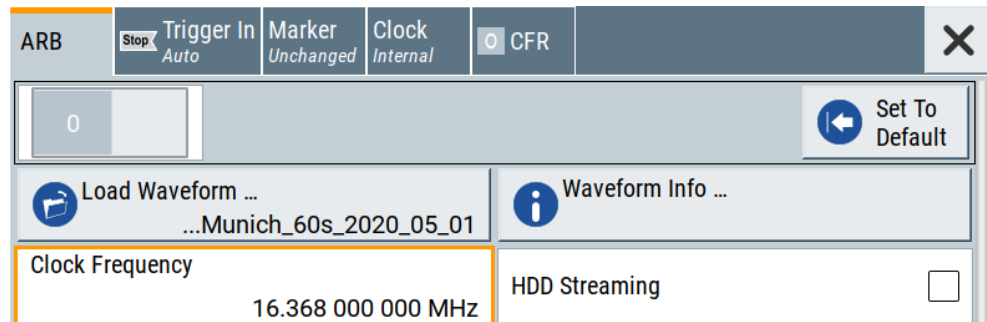 ARB
Stop
Trigger In
Auto
Marker
Unchanged
Clock
Internal
0
CFR
0
Set To
Default
Load Waveform ...
...Munich_60s_2020_05_01
Waveform Info ...
Clock Frequency
16.368 000 000 MHz
HDD Streaming